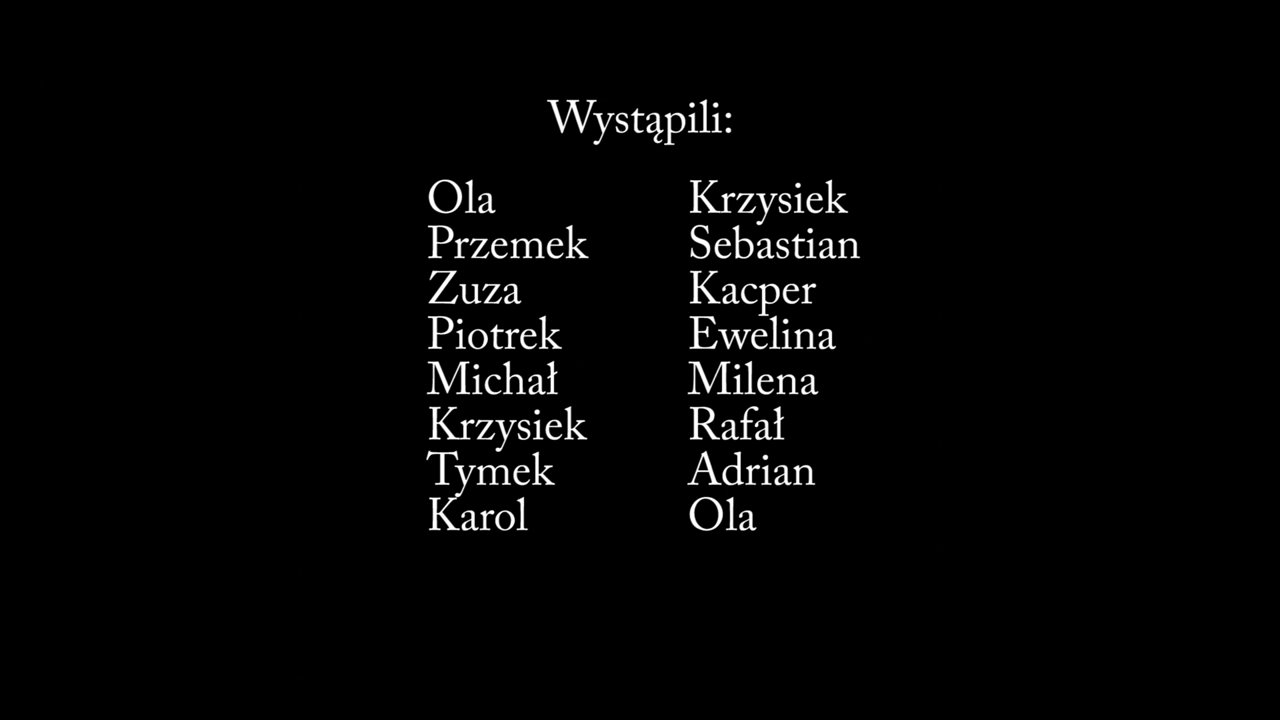 Wystąpili:
Ola
Przemek
Zuza
Piotrek
Michał
Krzysiek
Tymek
Karol
Krzysiek
Sebastian
Kacper
Ewelina
Milena
Rafał
Adrian
Ola